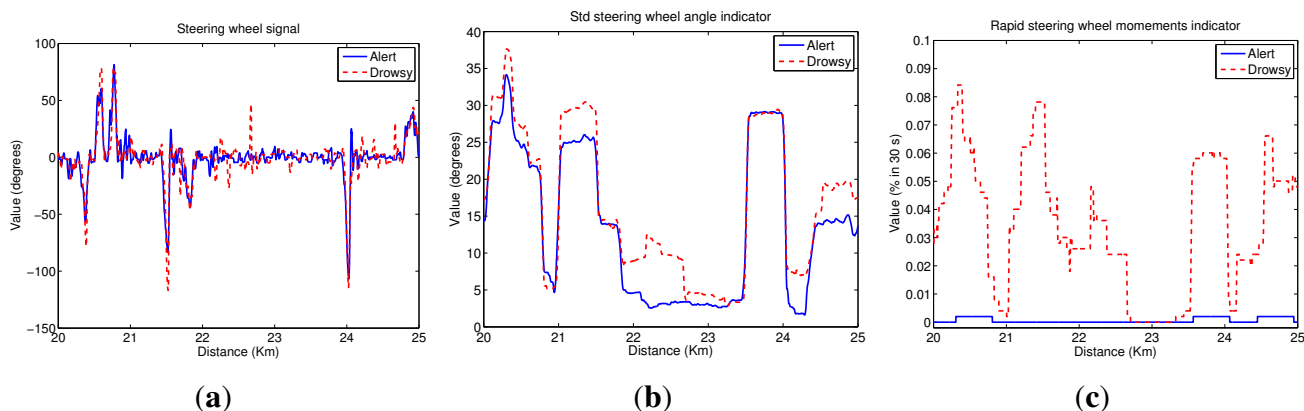 Steering wheel signal
Alert
Drowsy
Value (degrees)
100
50
0
−50
−100
−150
20
21
22
23
24
25
Distance (Km)
(a)
Std steering wheel angle indicator
Alert
Drowsy
Value (degrees)
40
35
30
25
20
15
10
5
0
20
21
22
23
24
25
Distance (Km)
(b)
Rapid steering wheel momements indicator
Alert
Drowsy
Value (% in 30 s)
0.1
0.09
0.08
0.07
0.06
0.05
0.04
0.03
0.02
0.01
0
20
21
22
23
24
25
Distance (Km)
(c)